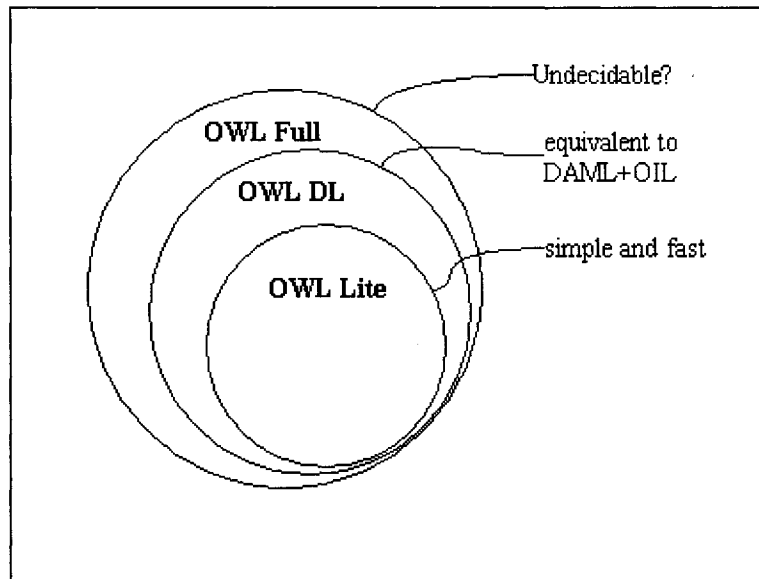 Undecidable?
OWL Full
equivalent to
DAML+OIL
OWL DL
simple and fast
OWL Lite